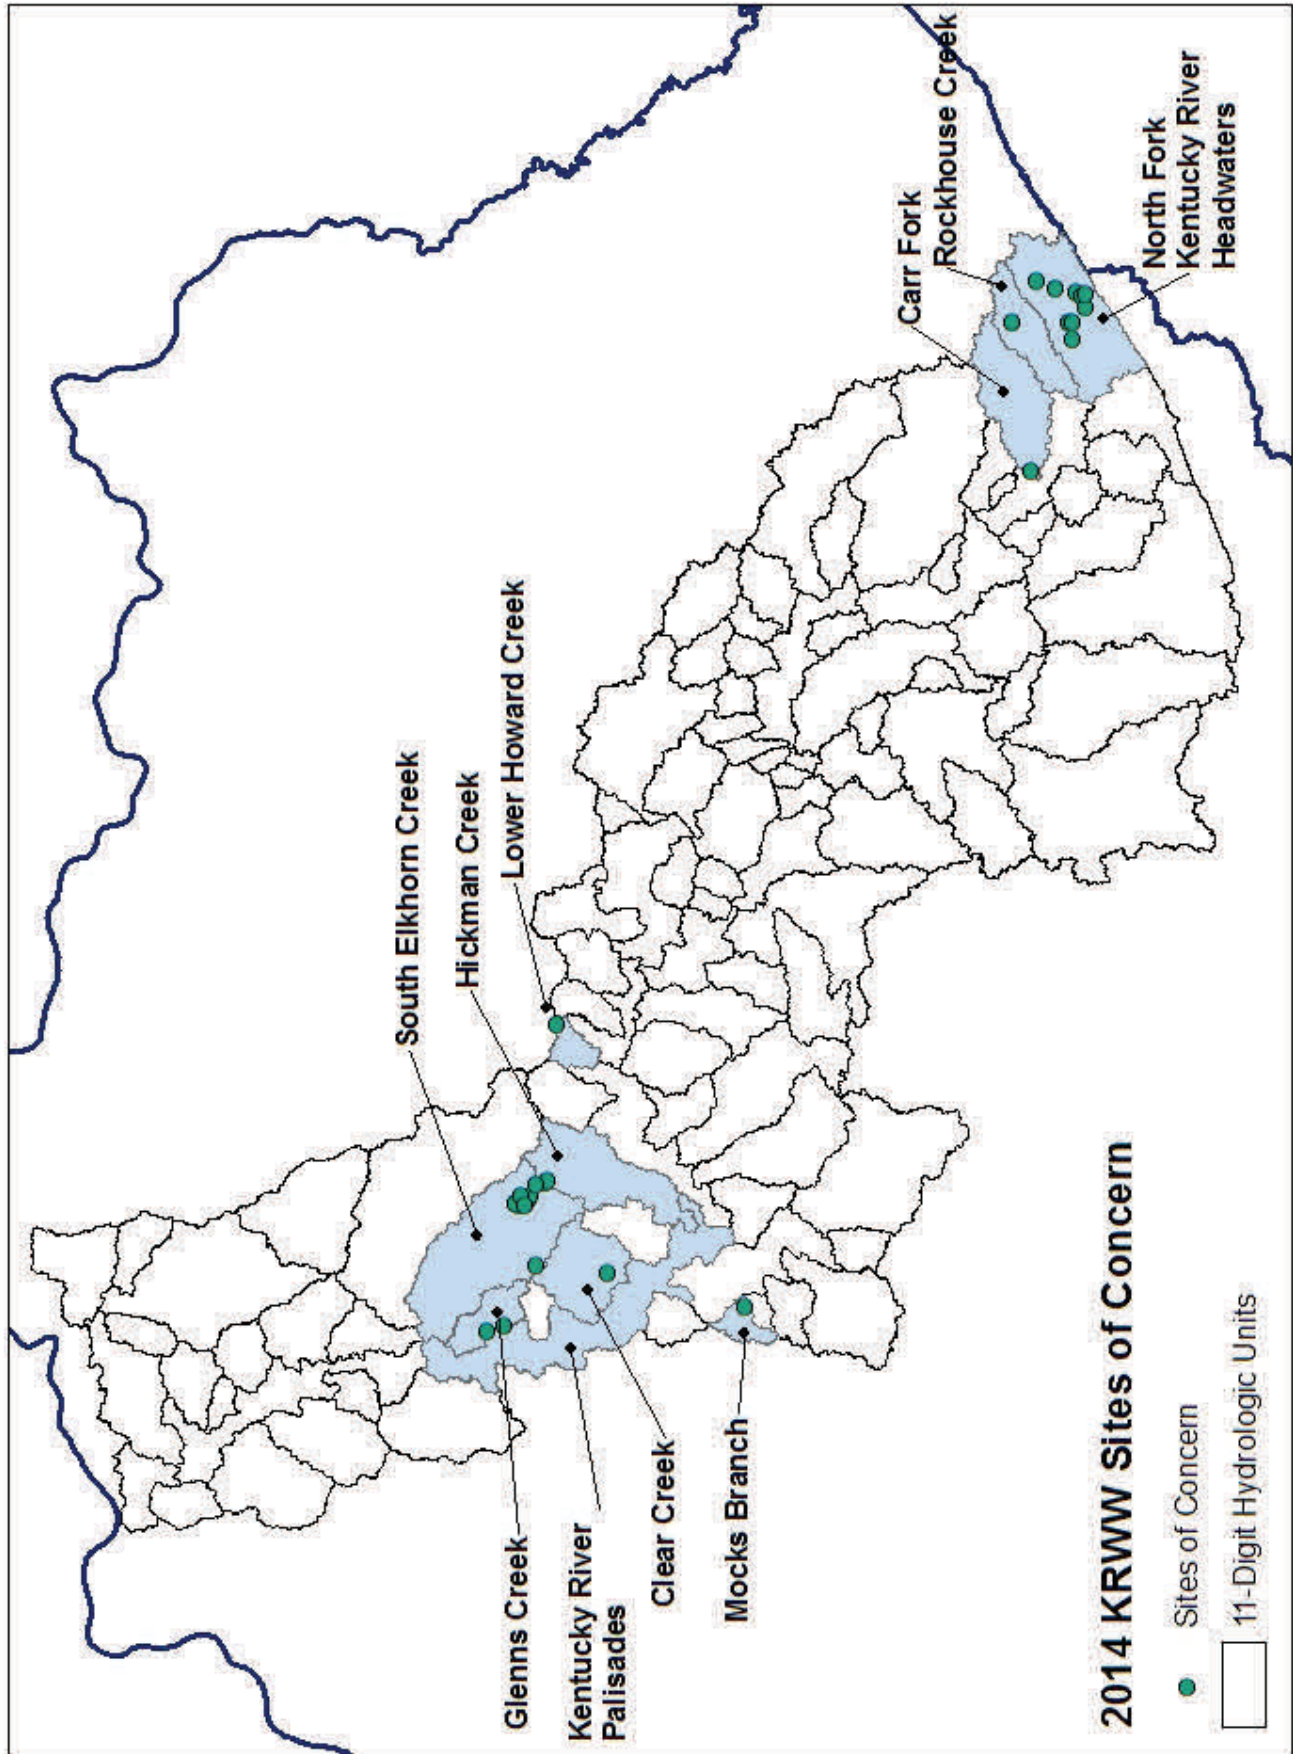 South Elkhorn Creek
Hickman Creek
Lower Howard Creek
Glenns Creek
Kentucky River
Palisades
Clear Creek
Mocks Branch
Carr Fork
Rockhouse Creek
North Fork
Kentucky River
Headwaters
2014 KRWW Sites of Concern
Sites of Concern
11-Digit Hydrologic Units